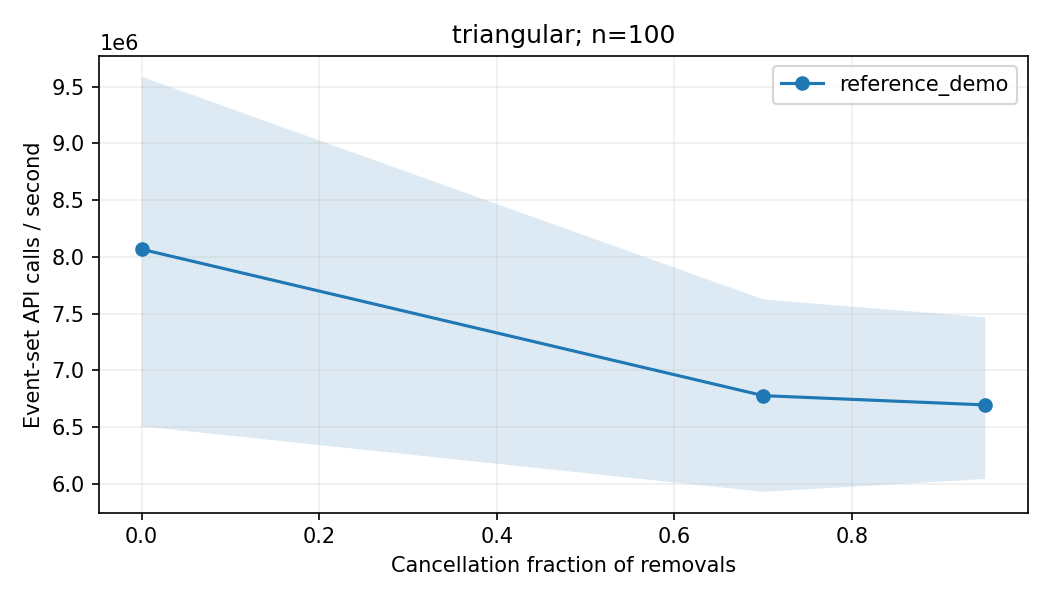 triangular; n=100
1e6
reference_demo
9.5
9.0
8.5
8.0
7.5
7.0
6.5
6.0
Event-set API calls / second
0.0 0.2 0.4 0.6 0.8
Cancellation fraction of removals